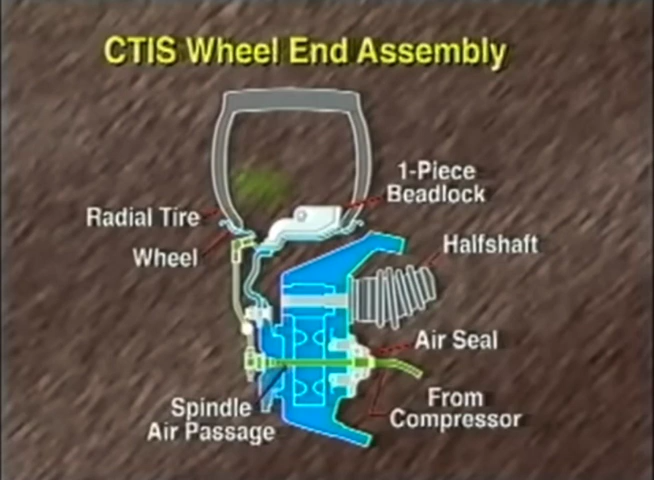 CTIS Wheel End Assembly
1-Piece
Beadlock
Radial Tire
Wheel
Halfshaft
Air Seal
From
Compressor
Spindle
Air Passage